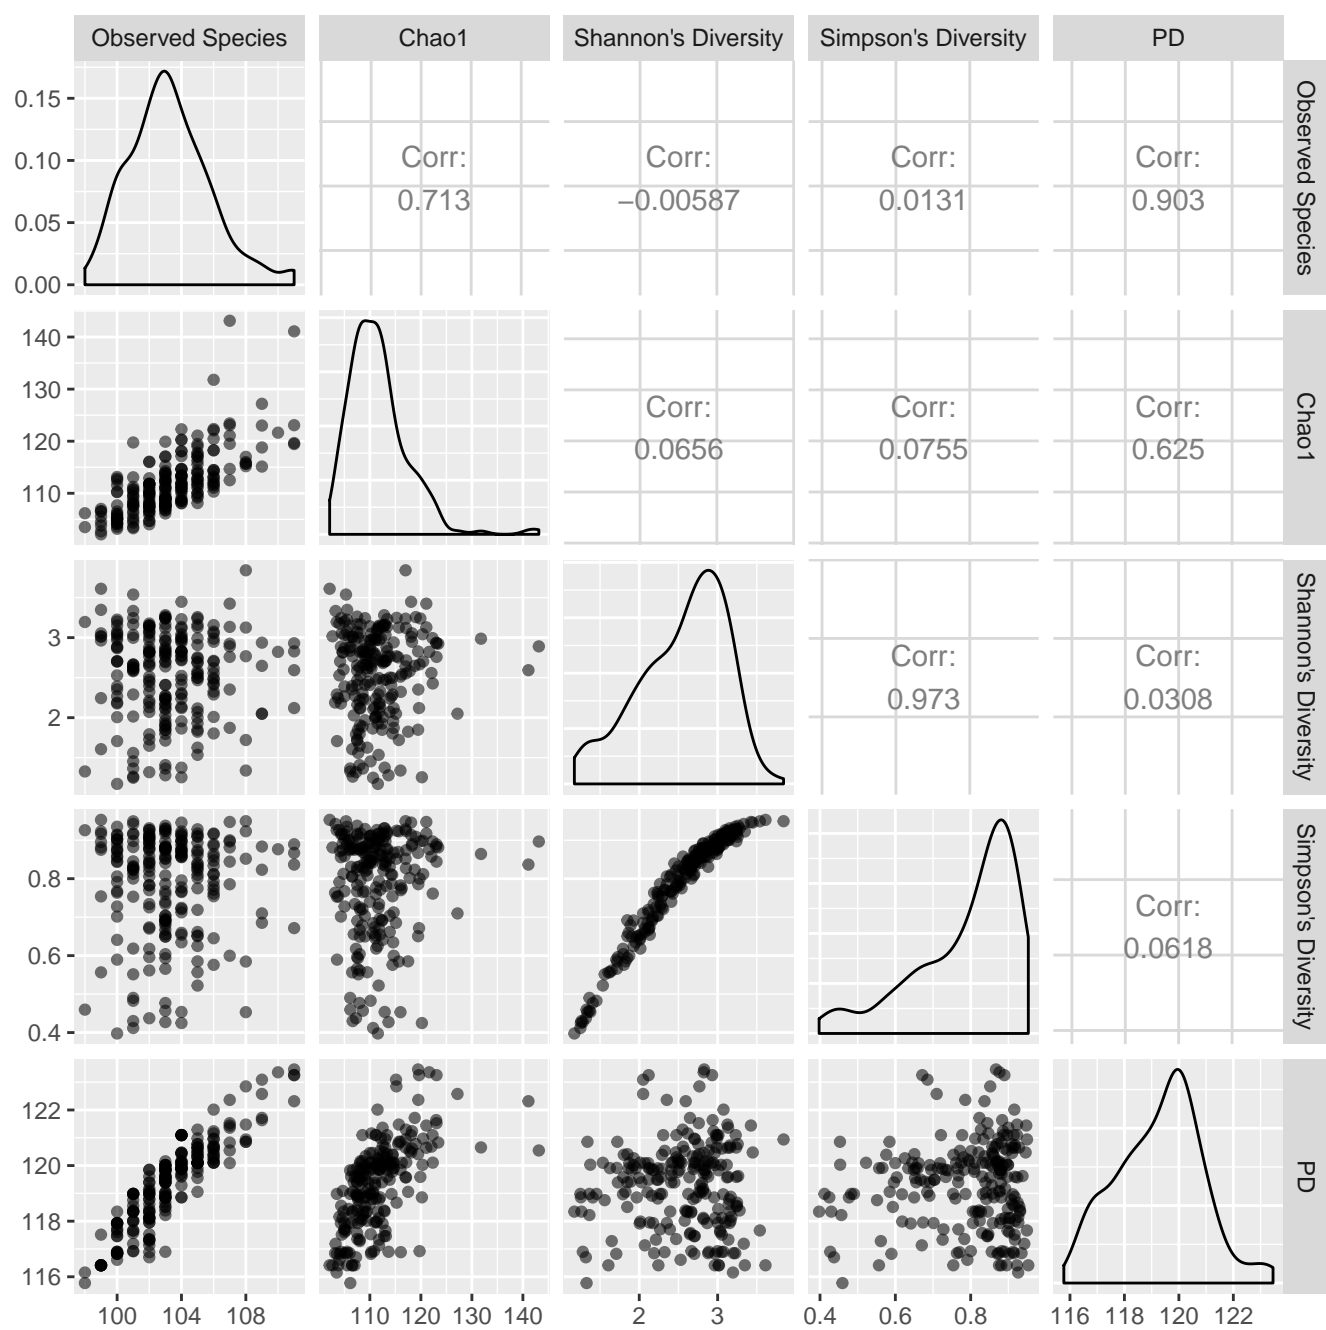 Observed Species Chao1 Shannon's Diversity Simpson's Diversity PD
0.15
0.10
0.05
0.00
Corr:
0.713
Corr:
−0.00587
Corr:
0.0131
Corr:
0.903
Observed Species
140
130
120
110
Corr:
0.0656
Corr:
0.0755
Corr:
0.625
Chao1
3
2
Corr:
0.973
Corr:
0.0308
Shannon's Diversity
0.8
0.6
0.4
Corr:
0.0618
Simpson's Diversity
122
120
118
116
PD
100 104 108 110 120 130 140 2 3 0.4 0.6 0.8 116 118 120 122